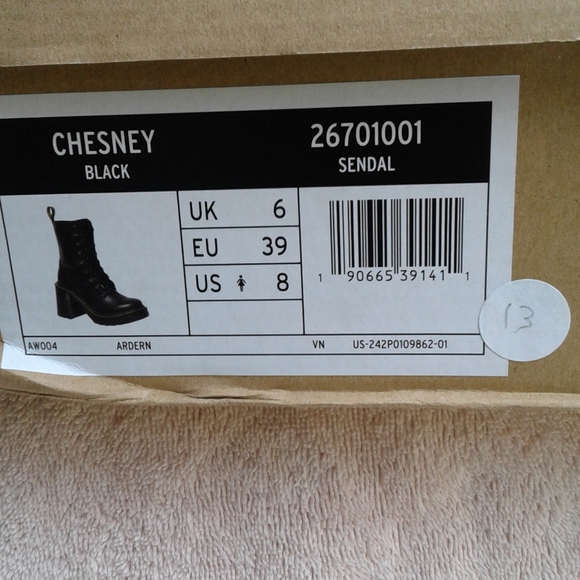 CHESNEY 26701001
BLACK SENDAL
UK 6
EU 39
US 8
1 90665 39141 1
13
AW004 ARDERN VN US-242P0109862-01